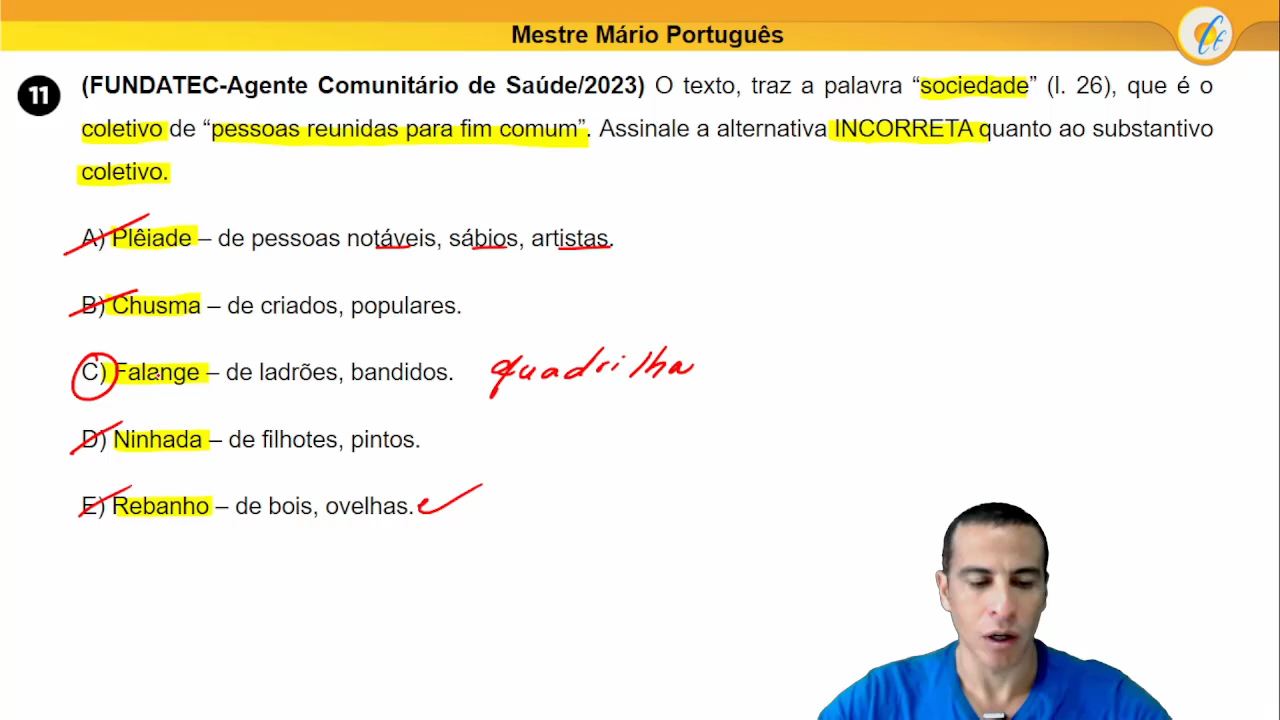 Mestre Mário Português
11
(FUNDATEC-Agente Comunitário de Saúde/2023) O texto, traz a palavra “sociedade” (l. 26), que é o
coletivo de “pessoas reunidas para fim comum”. Assinale a alternativa INCORRETA quanto ao substantivo
coletivo.
A) Plêiade – de pessoas notáveis, sábios, artistas.
B) Chusma – de criados, populares.
C) Falange – de ladrões, bandidos. quadrilha
D) Ninhada – de filhotes, pintos.
E) Rebanho – de bois, ovelhas.